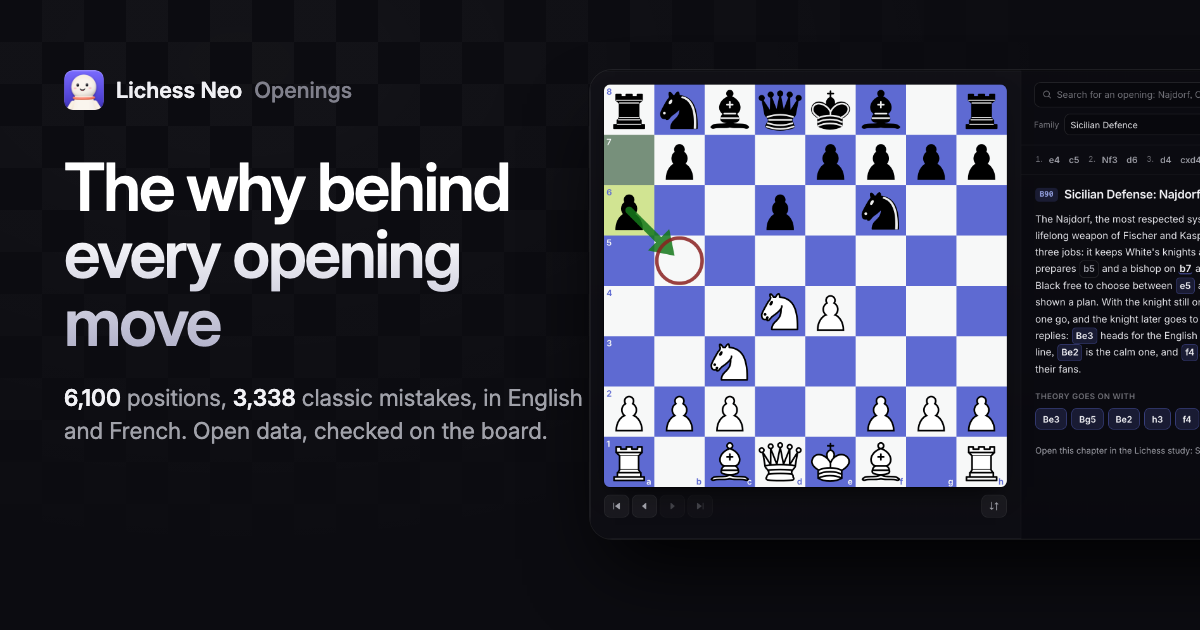 Lichess Neo Openings
The why behind
every opening
move
6,100 positions, 3,338 classic mistakes, in English
and French. Open data, checked on the board.
8
7
6
5
4
3
2
1
a b c d e f g h
Search for an opening: Najdorf,
Family Sicilian Defence
1. e4 c5 2. Nf3 d6 3. d4 cxd4
B90 Sicilian Defense: Najdorf
The Najdorf, the most respected
lifelong weapon of Fischer and
three jobs: it keeps White's knights
prepares b5 and a bishop on b7
Black free to choose between e5
shown a plan. With the knight still
one go, and the knight later goes to
replies: Be3 heads for the English
line, Be2 is the calm one, and f4
their fans.
THEORY GOES ON WITH
Be3 Bg5 Be2 h3 f4
Open this chapter in the Lichess study: